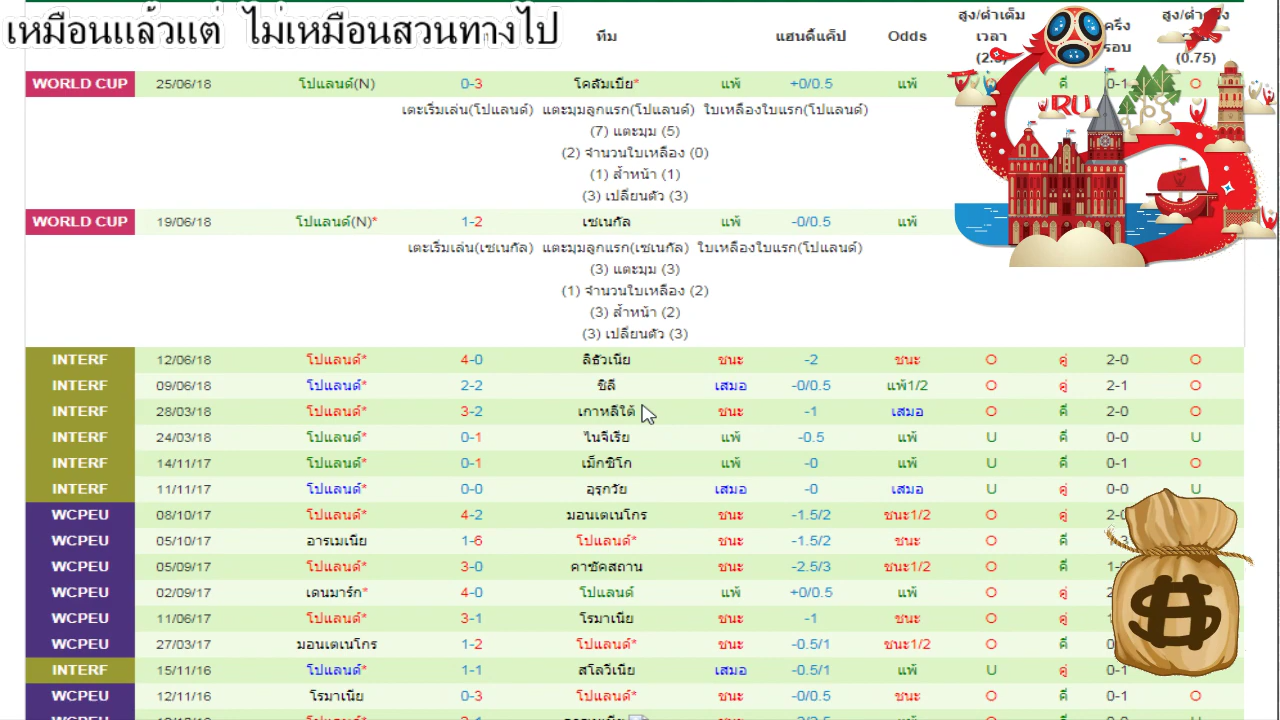 เหมือนแล้วแต่ ไม่เหมือนสวนทางไป
ทีม แฮนดี้แค๊ป Odds สูง/ต่ำเต็ม เวลา สูง/ต่ำ ครึ่ง รอบ (0.75)
WORLD CUP 25/06/18 โปแลนด์(N) 0-3 โคลัมเบีย* แพ้ +0/0.5 แพ้ คี่ 0-1 O
RU
เตะเริ่มเล่น(โปแลนด์) แตะมุมลูกแรก(โปแลนด์) ใบเหลืองใบแรก(โปแลนด์)
(7) แตะมุม (5)
(2) จำนวนใบเหลือง (0)
(1) ล้ำหน้า (1)
(3) เปลี่ยนตัว (3)
WORLD CUP 19/06/18 โปแลนด์(N)* 1-2 เซเนกัล แพ้ -0/0.5 แพ้
เตะเริ่มเล่น(เซเนกัล) แตะมุมลูกแรก(เซเนกัล) ใบเหลืองใบแรก(โปแลนด์)
(3) แตะมุม (3)
(1) จำนวนใบเหลือง (2)
(3) ล้ำหน้า (2)
(3) เปลี่ยนตัว (3)
INTERF 12/06/18 โปแลนด์* 4-0 ลิธัวเนีย ชนะ -2 ชนะ O คู่ 2-0 O
INTERF 09/06/18 โปแลนด์* 2-2 ชิลี เสมอ -0/0.5 แพ้1/2 O คู่ 2-1 O
INTERF 28/03/18 โปแลนด์* 3-2 เกาหลีใต้ ชนะ -1 เสมอ O คี่ 2-0 O
INTERF 24/03/18 โปแลนด์* 0-1 ไนจีเรีย แพ้ -0.5 แพ้ U คี่ 0-0 U
INTERF 14/11/17 โปแลนด์* 0-1 เม็กซิโก แพ้ -0 แพ้ U คี่ 0-1 O
INTERF 11/11/17 โปแลนด์* 0-0 อุรุกวัย เสมอ -0 เสมอ U คู่ 0-0 U
WCPEU 08/10/17 โปแลนด์* 4-2 มอนเตเนโกร ชนะ -1.5/2 ชนะ1/2 O คู่
WCPEU 05/10/17 อารเมเนีย 1-6 โปแลนด์* ชนะ -1.5/2 ชนะ O คี่
WCPEU 05/09/17 โปแลนด์* 3-0 คาซัคสถาน ชนะ -2.5/3 ชนะ1/2 O คี่
WCPEU 02/09/17 เดนมาร์ก* 4-0 โปแลนด์ แพ้ +0/0.5 แพ้ O คู่
WCPEU 11/06/17 โปแลนด์* 3-1 โรมาเนีย ชนะ -1 ชนะ O คู่
WCPEU 27/03/17 มอนเตเนโกร 1-2 โปแลนด์* ชนะ -0.5/1 ชนะ1/2 O คี่
INTERF 15/11/16 โปแลนด์* 1-1 สโลวีเนีย เสมอ -0.5/1 แพ้ U คู่ 0-1
WCPEU 12/11/16 โรมาเนีย 0-3 โปแลนด์* ชนะ -0/0.5 ชนะ O คี่ 0-1 O